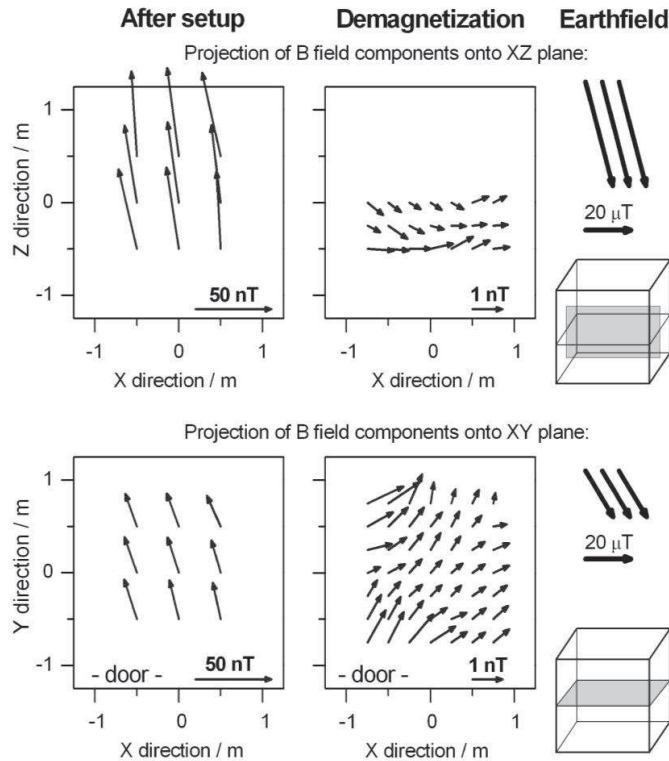 After setup Demagnetization Earthfield
Projection of B field components onto XZ plane:
Z direction / m
1
0
-1
50 nT
-1 0 1
X direction / m
1 nT
-1 0 1
X direction / m
20 µT
Projection of B field components onto XY plane:
Y direction / m
1
0
-1
- door -
50 nT
-1 0 1
X direction / m
- door -
1 nT
-1 0 1
X direction / m
20 µT